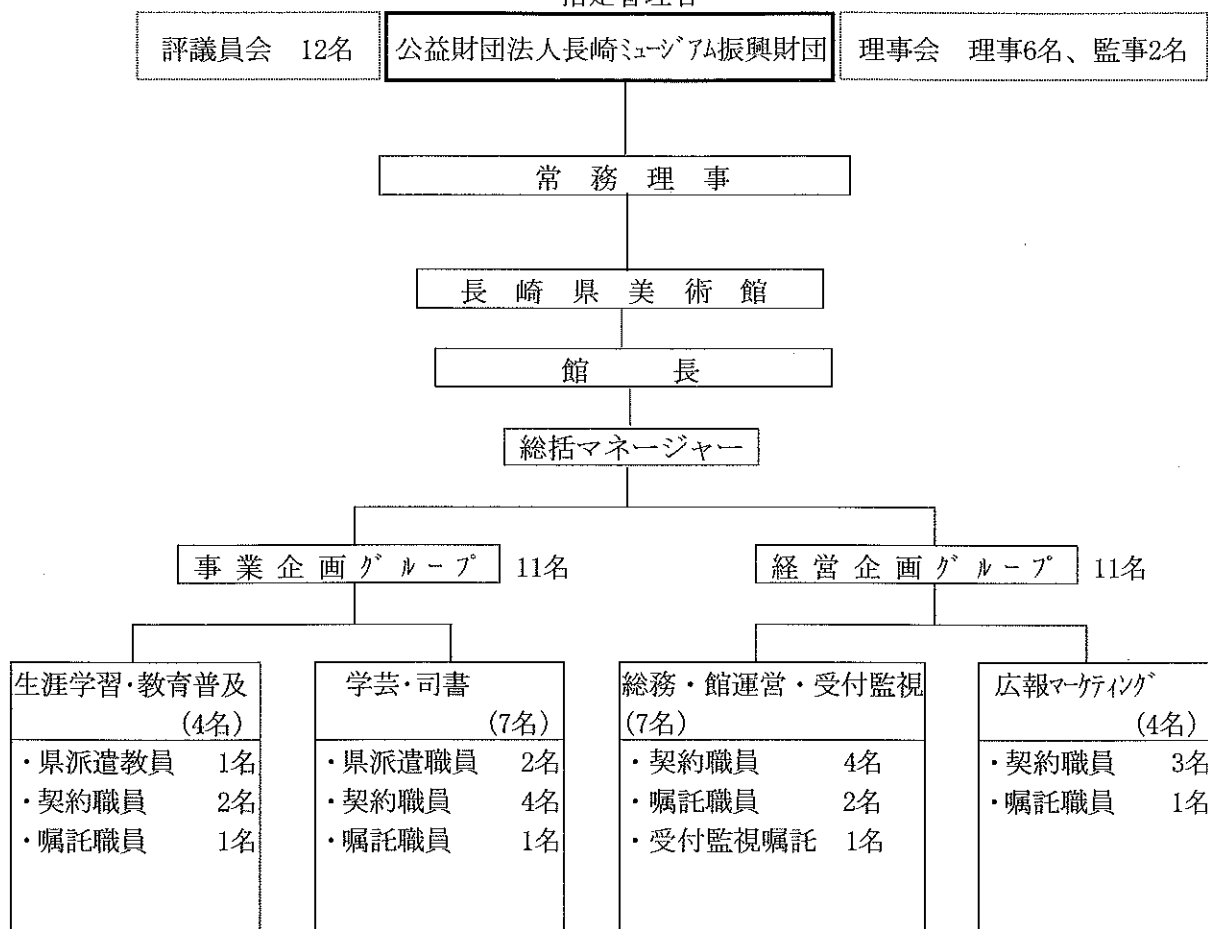 指定管理者
評議員会　12名
公益財団法人長崎ﾐｭｰｼﾞｱﾑ振興財団
理事会　理事6名、監事2名
常務理事
長崎県美術館
館長
総括マネージャー
事業企画ｸﾞﾙｰﾌﾟ　11名
経営企画ｸﾞﾙｰﾌﾟ　11名
生涯学習・教育普及
(4名)
・県派遣教員　1名
・契約職員　2名
・嘱託職員　1名
学芸・司書
(7名)
・県派遣職員　2名
・契約職員　4名
・嘱託職員　1名
総務・館運営・受付監視
(7名)
・契約職員　4名
・嘱託職員　2名
・受付監視嘱託　1名
広報ﾏｰｹﾃｨﾝｸﾞ
(4名)
・契約職員　3名
・嘱託職員　1名